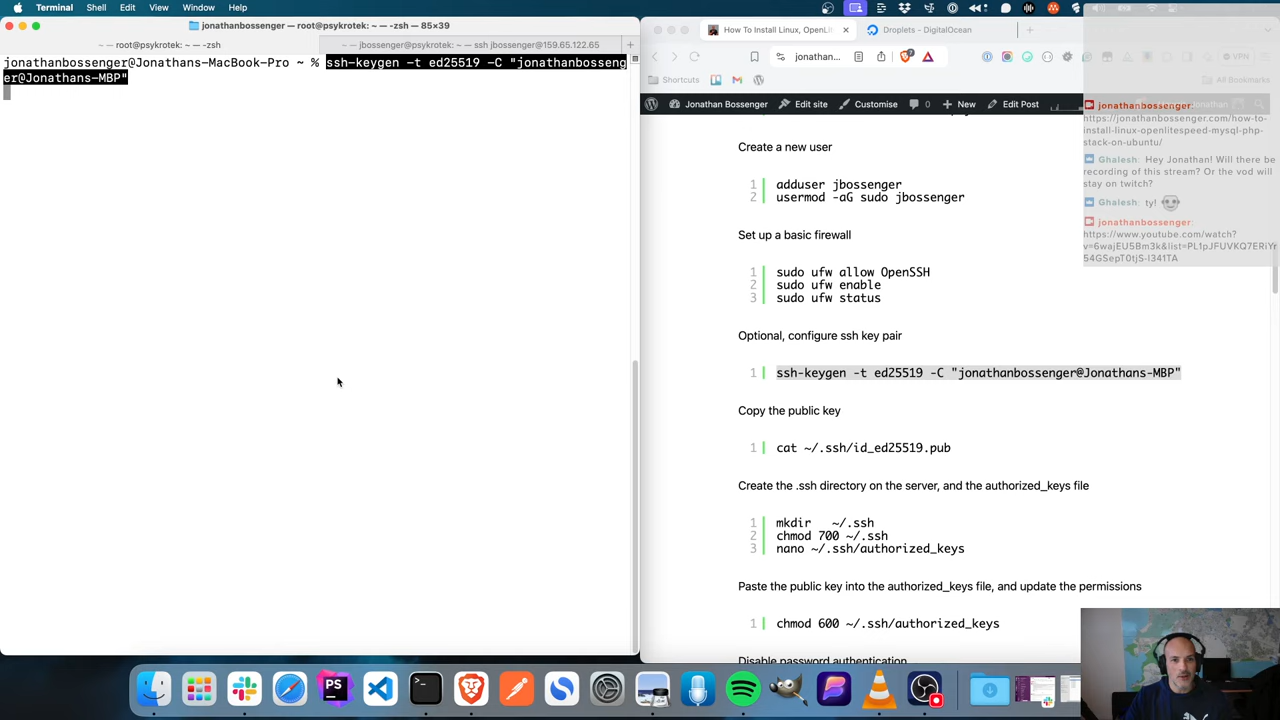 Terminal Shell Edit View Window Help
jonathanbossenger — root@psykrotek: ~ — -zsh — 85×39
~ — root@psykrotek: ~ — -zsh
~ — jbossenger@psykrotek: ~ — ssh jbossenger@159.65.122.65
jonathanbossenger@Jonathans-MacBook-Pro ~ % ssh-keygen -t ed25519 -C "jonathanbosseng
er@Jonathans-MBP"
How To Install Linux, OpenLit
Droplets - DigitalOcean
jonathan...
VPN
Shortcuts
All Bookmarks
Jonathan Bossenger Edit site Customise 0 New Edit Post
Create a new user
1 adduser jbossenger
2 usermod -aG sudo jbossenger
Set up a basic firewall
1 sudo ufw allow OpenSSH
2 sudo ufw enable
3 sudo ufw status
Optional, configure ssh key pair
1 ssh-keygen -t ed25519 -C "jonathanbossenger@Jonathans-MBP"
Copy the public key
1 cat ~/.ssh/id_ed25519.pub
Create the .ssh directory on the server, and the authorized_keys file
1 mkdir ~/.ssh
2 chmod 700 ~/.ssh
3 nano ~/.ssh/authorized_keys
Paste the public key into the authorized_keys file, and update the permissions
1 chmod 600 ~/.ssh/authorized_keys
Disable password authentication
jonathanbossenger:
https://jonathanbossenger.com/how-to-
install-linux-openlitespeed-mysql-php-
stack-on-ubuntu/
Ghalesh: Hey Jonathan! Will there be
recording of this stream? Or the vod will
stay on twitch?
Ghalesh: ty!
jonathanbossenger:
https://www.youtube.com/watch?
v=6wajEU5Bm3k&list=PL1pJFUVKQ7ERiYr
54GSepT0tjS-l341TA